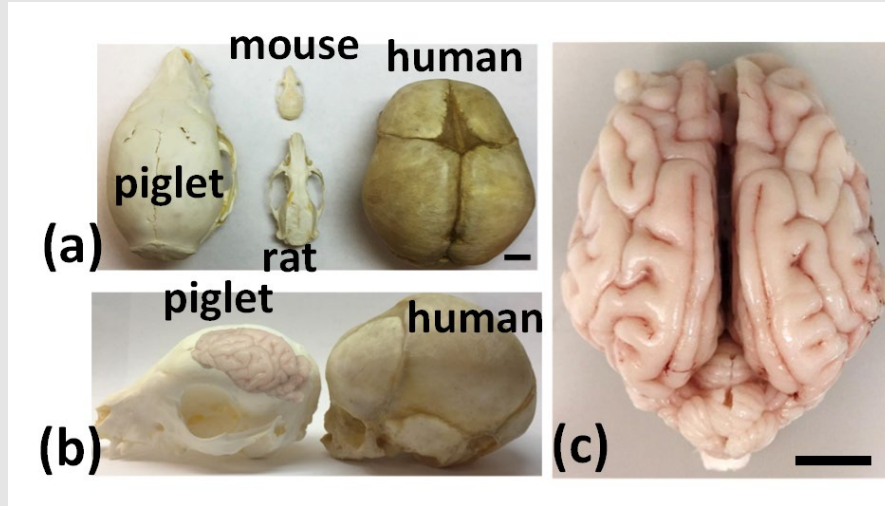 mouse
human
piglet
(a)
rat
piglet
human
(b)
(c)